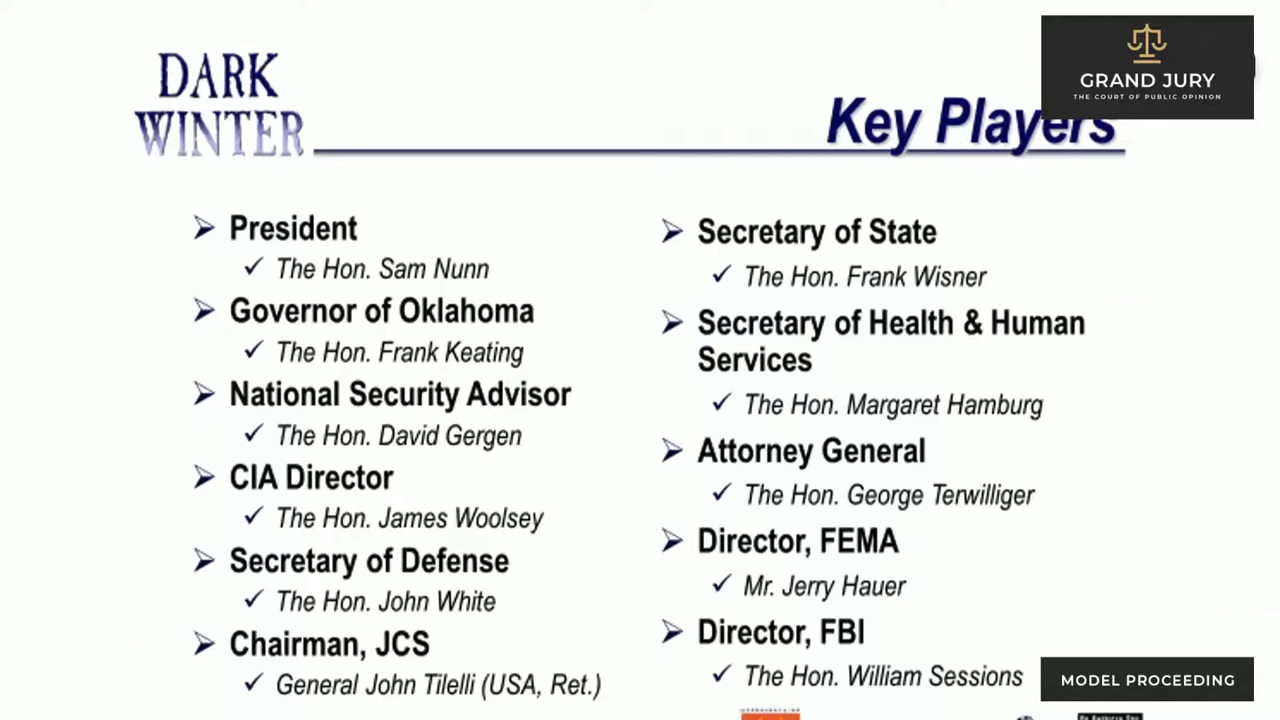 DARK
WINTER
Key Players
GRAND JURY
THE COURT OF PUBLIC OPINION
President
The Hon. Sam Nunn
Governor of Oklahoma
The Hon. Frank Keating
National Security Advisor
The Hon. David Gergen
CIA Director
The Hon. James Woolsey
Secretary of Defense
The Hon. John White
Chairman, JCS
General John Tilelli (USA, Ret.)
Secretary of State
The Hon. Frank Wisner
Secretary of Health & Human
Services
The Hon. Margaret Hamburg
Attorney General
The Hon. George Terwilliger
Director, FEMA
Mr. Jerry Hauer
Director, FBI
The Hon. William Sessions
MODEL PROCEEDING